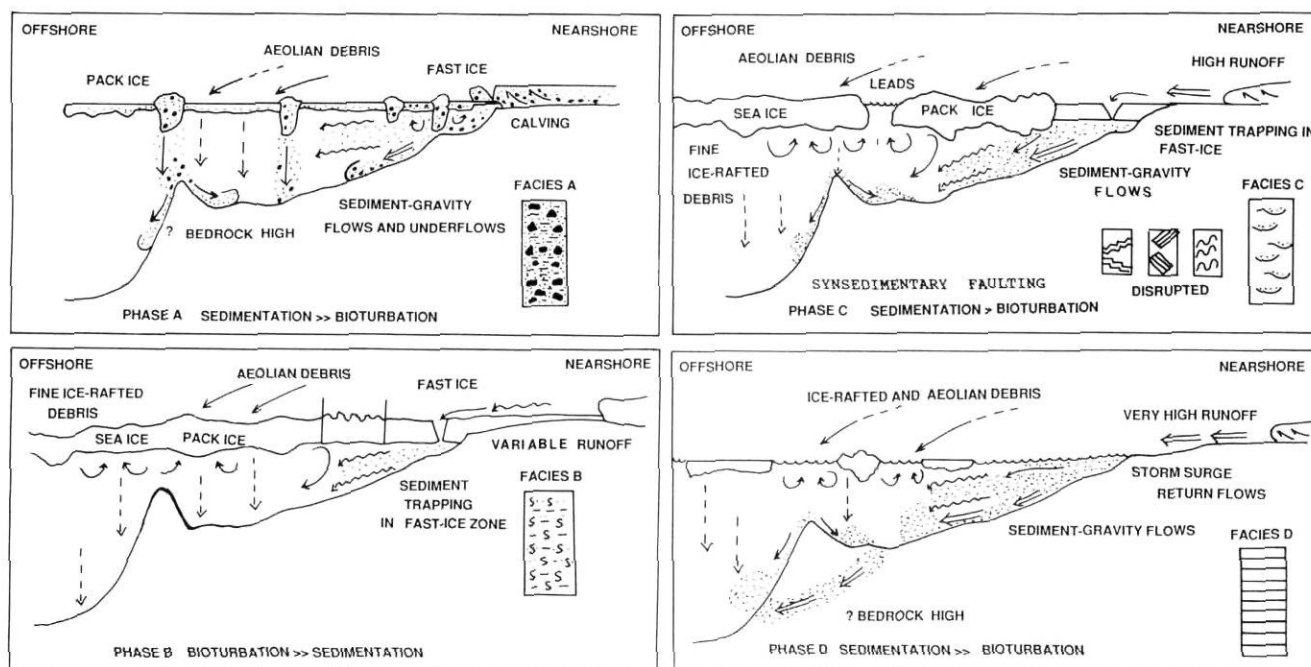 OFFSHORE
NEARSHORE
AEOLIAN DEBRIS
PACK ICE
FAST ICE
CALVING
SEDIMENT-GRAVITY
FLOWS AND UNDERFLOWS
FACIES A
? BEDROCK HIGH
PHASE A SEDIMENTATION >> BIOTURBATION
OFFSHORE
NEARSHORE
AEOLIAN DEBRIS
HIGH RUNOFF
LEADS
SEA ICE
PACK ICE
SEDIMENT TRAPPING IN
FAST-ICE
FINE
ICE-RAFTED
DEBRIS
SEDIMENT-GRAVITY
FLOWS
FACIES C
DISRUPTED
SYNSEDIMENTARY FAULTING
PHASE C SEDIMENTATION > BIOTURBATION
OFFSHORE
NEARSHORE
AEOLIAN DEBRIS
FAST ICE
FINE ICE-RAFTED
DEBRIS
SEA ICE
PACK ICE
VARIABLE RUNOFF
SEDIMENT
TRAPPING
IN FAST-ICE ZONE
FACIES B
S S
S S
S S
S S
S S
S S
PHASE B BIOTURBATION >> SEDIMENTATION
OFFSHORE
NEARSHORE
ICE-RAFTED AND AEOLIAN DEBRIS
VERY HIGH RUNOFF
STORM SURGE
RETURN FLOWS
SEDIMENT-GRAVITY FLOWS
FACIES D
? BEDROCK HIGH
PHASE D SEDIMENTATION >> BIOTURBATION